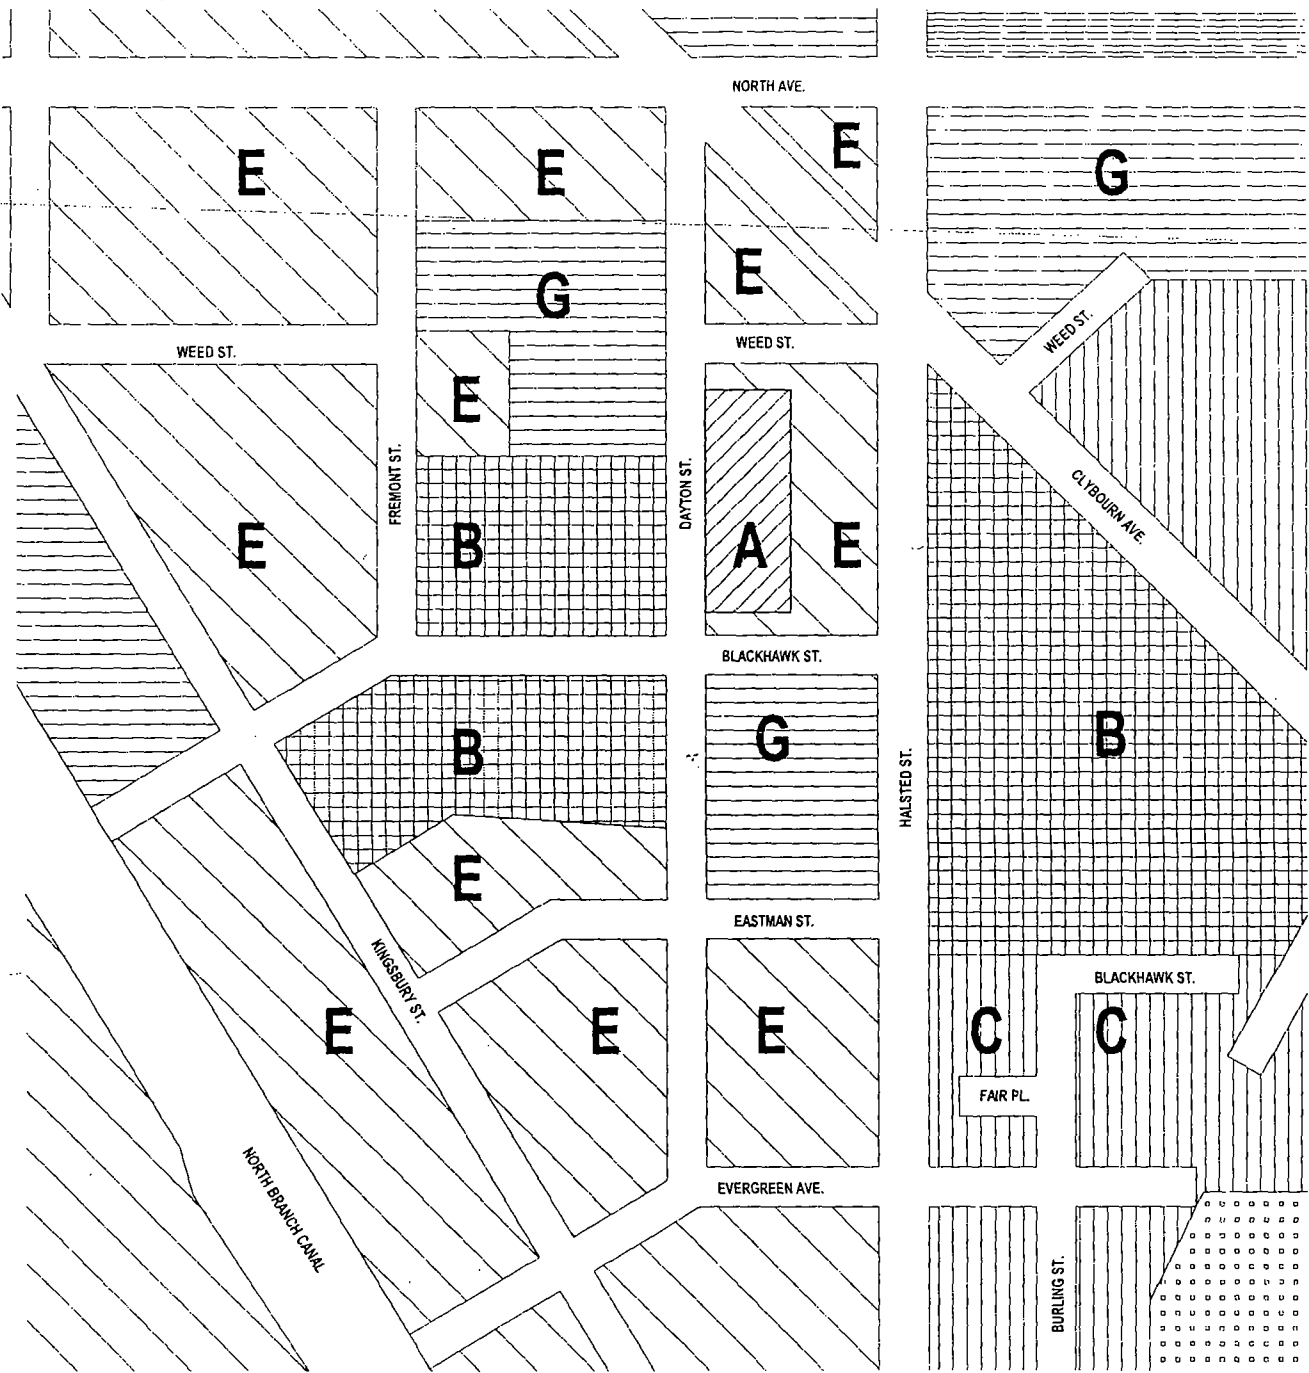 NORTH AVE.
E
E
E
G
E
G
WEED ST.
WEED ST.
WEED ST.
E
FREMONT ST.
DAYTON ST.
CLYBOURN AVE.
E
B
A
E
BLACKHAWK ST.
B
G
B
HALSTED ST.
E
EASTMAN ST.
KINGSBURY ST.
BLACKHAWK ST.
E
E
E
C
C
FAIR PL.
NORTH BRANCH CANAL
EVERGREEN AVE.
BURLING ST.